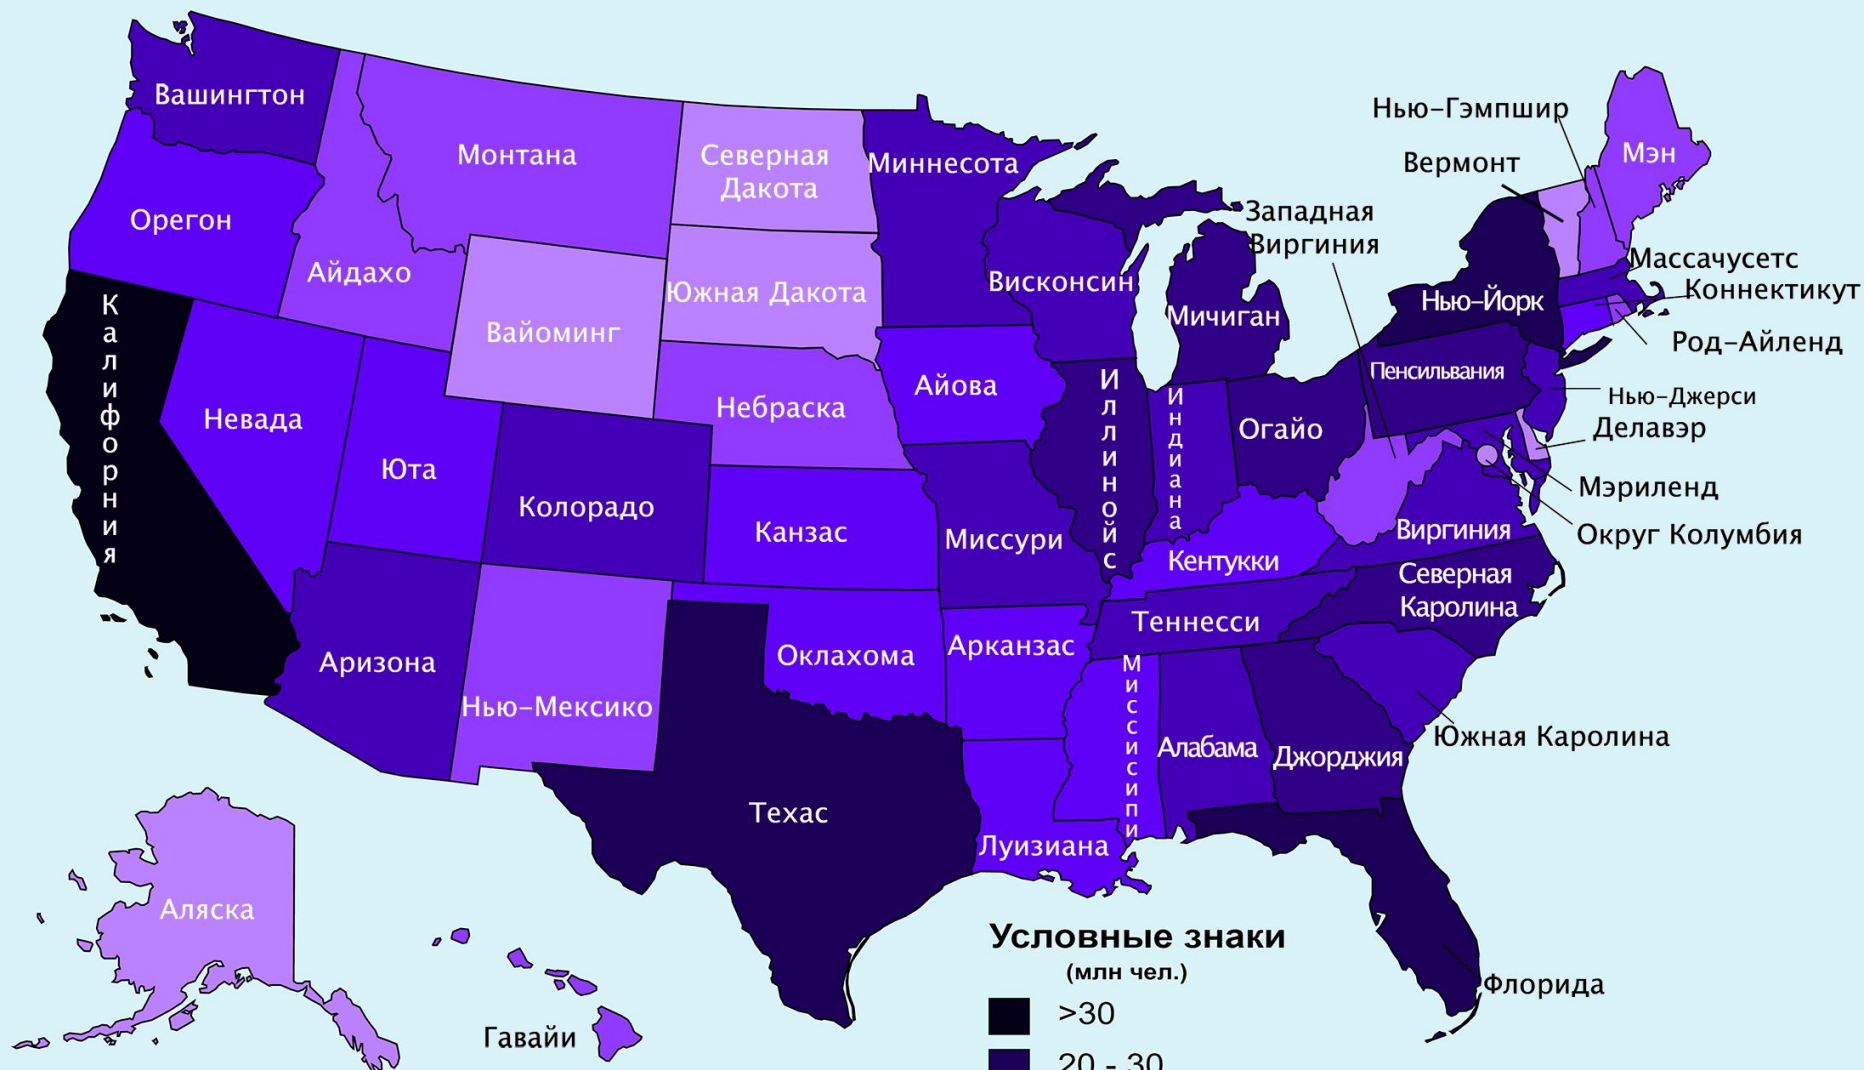 Вашингтон
Монтана
Северная
Дакота
Миннесота
Нью-Гэмпшир
Вермонт
Мэн
Орегон
Айдахо
Западная
Виргиния
Вайоминг
Южная Дакота
Висконсин
Мичиган
Нью-Йорк
Массачусетс
Коннектикут
Род-Айленд
Калифорния
Невада
Юта
Колорадо
Небраска
Айова
Иллинойс
Индиана
Огайо
Пенсильвания
Нью-Джерси
Делавэр
Мэриленд
Округ Колумбия
Канзас
Миссури
Кентукки
Виргиния
Северная
Каролина
Теннесси
Аризона
Нью-Мексико
Оклахома
Арканзас
Миссисипи
Алабама
Джорджия
Южная Каролина
Техас
Луизиана
Флорида
Аляска
Гавайи
Условные знаки
(млн чел.)
>30
20 - 30